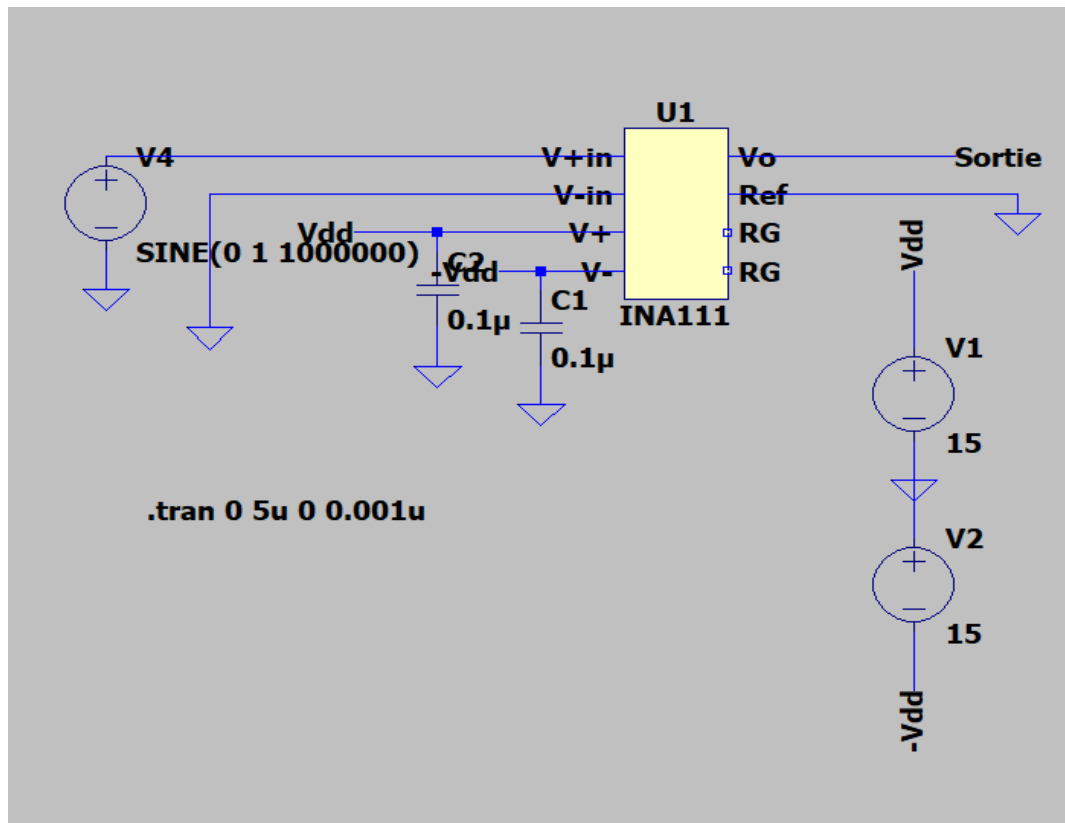 U1
V4
V+in
Vo
Sortie
V-in
Ref
Vdd
V+
RG
SINE(0 1 1000000)
C2
-Vdd
V-
RG
Vdd
C1
0.1µ
INA111
V1
0.1µ
15
.tran 0 5u 0 0.001u
V2
15
-Vdd